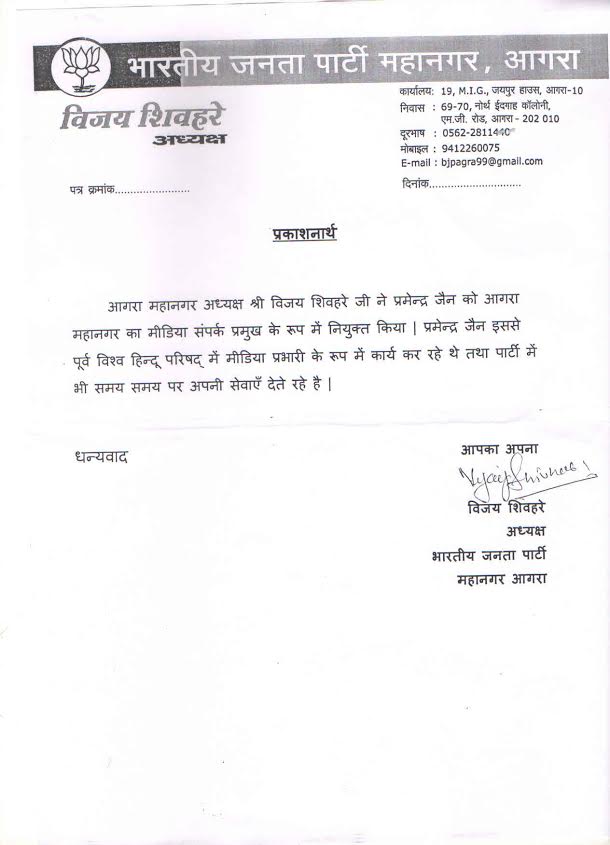 भारतीय जनता पार्टी महानगर, आगरा
विजय शिवहरे
अध्यक्ष
कार्यालय: 19, M.I.G., जयपुर हाउस, आगरा-10
निवास : 69-70, नोर्थ ईदगाह कॉलोनी,
एम.जी. रोड, आगरा - 202 010
दूरभाष : 0562-2811440
मोबाइल : 9412260075
E-mail : bjpagra99@gmail.com
पत्र क्रमांक........................
दिनांक..............................
प्रकाशनार्थ
आगरा महानगर अध्यक्ष श्री विजय शिवहरे जी ने प्रमेन्द्र जैन को आगरा
महानगर का मीडिया संपर्क प्रमुख के रूप में नियुक्त किया | प्रमेन्द्र जैन इससे
पूर्व विश्व हिन्दू परिषद् में मीडिया प्रभारी के रूप में कार्य कर रहे थे तथा पार्टी में
भी समय समय पर अपनी सेवाएँ देते रहे है |
धन्यवाद
आपका अपना
Vijay Shivhare
विजय शिवहरे
अध्यक्ष
भारतीय जनता पार्टी
महानगर आगरा